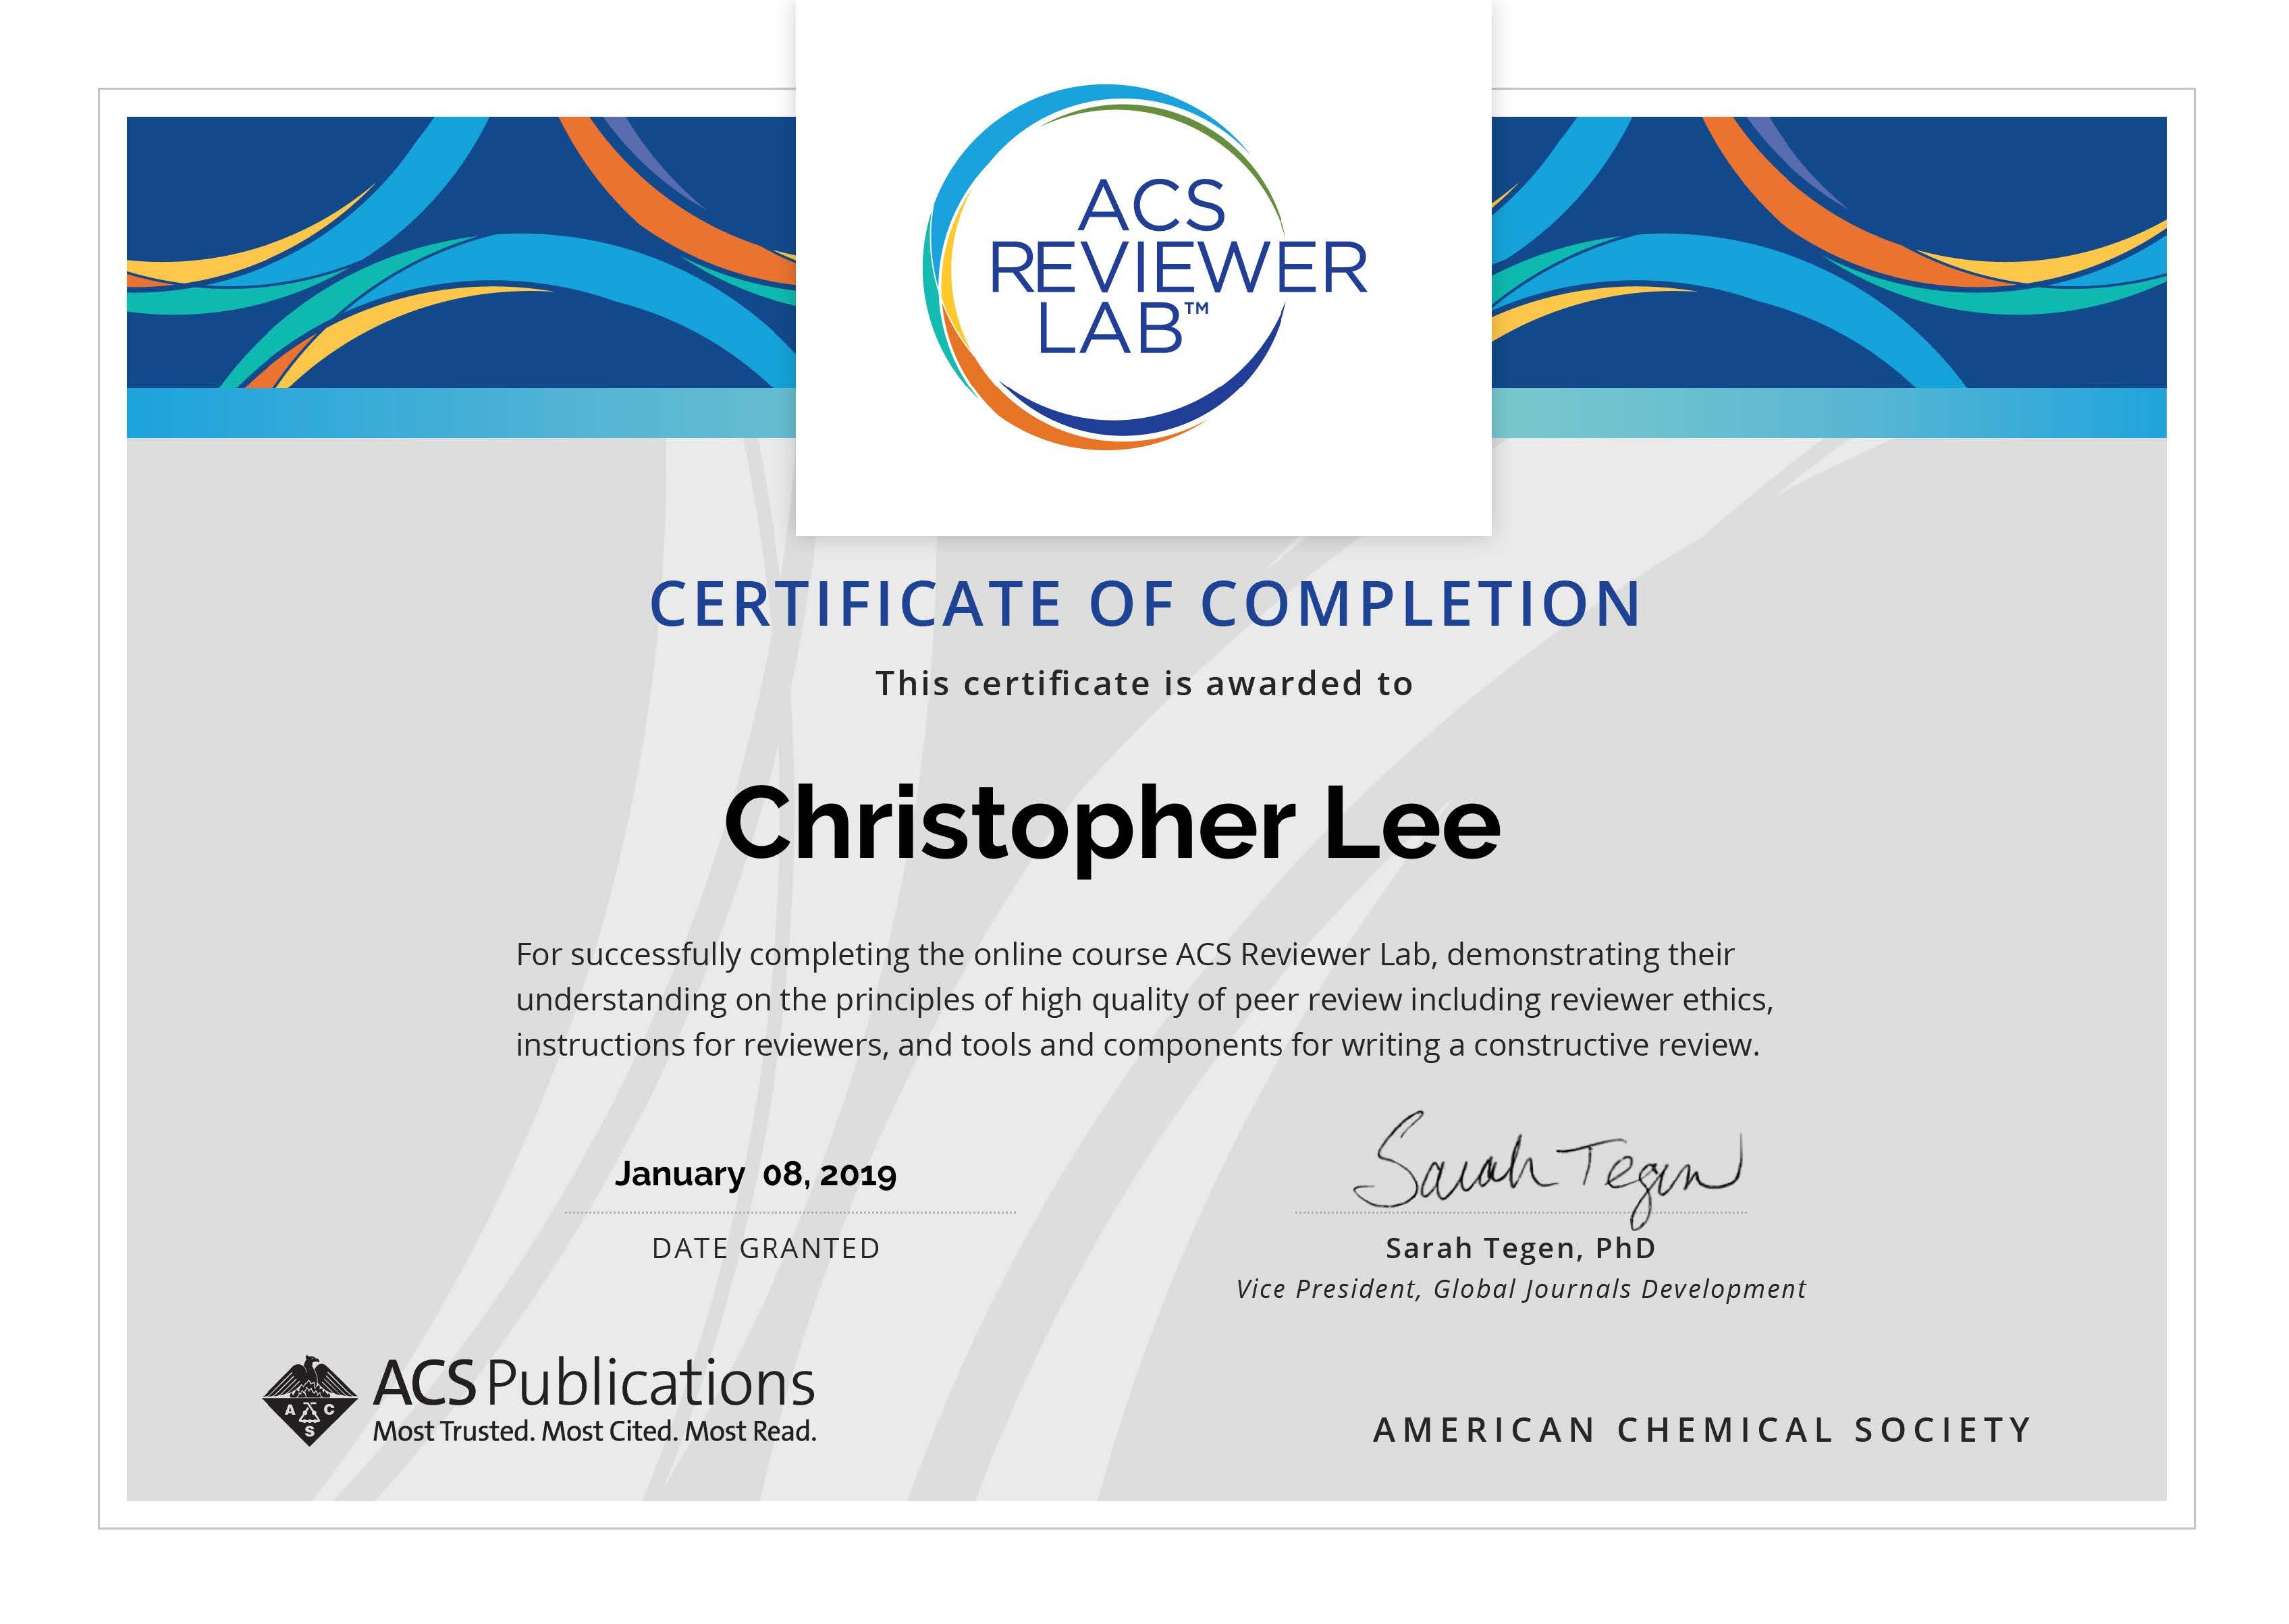 ACS
REVIEWER
LAB™
CERTIFICATE OF COMPLETION
This certificate is awarded to
Christopher Lee
For successfully completing the online course ACS Reviewer Lab, demonstrating their
understanding on the principles of high quality of peer review including reviewer ethics,
instructions for reviewers, and tools and components for writing a constructive review.
January 08, 2019
DATE GRANTED
Sarah Tegen
Sarah Tegen, PhD
Vice President, Global Journals Development
A C
S
ACS Publications
Most Trusted. Most Cited. Most Read.
AMERICAN CHEMICAL SOCIETY